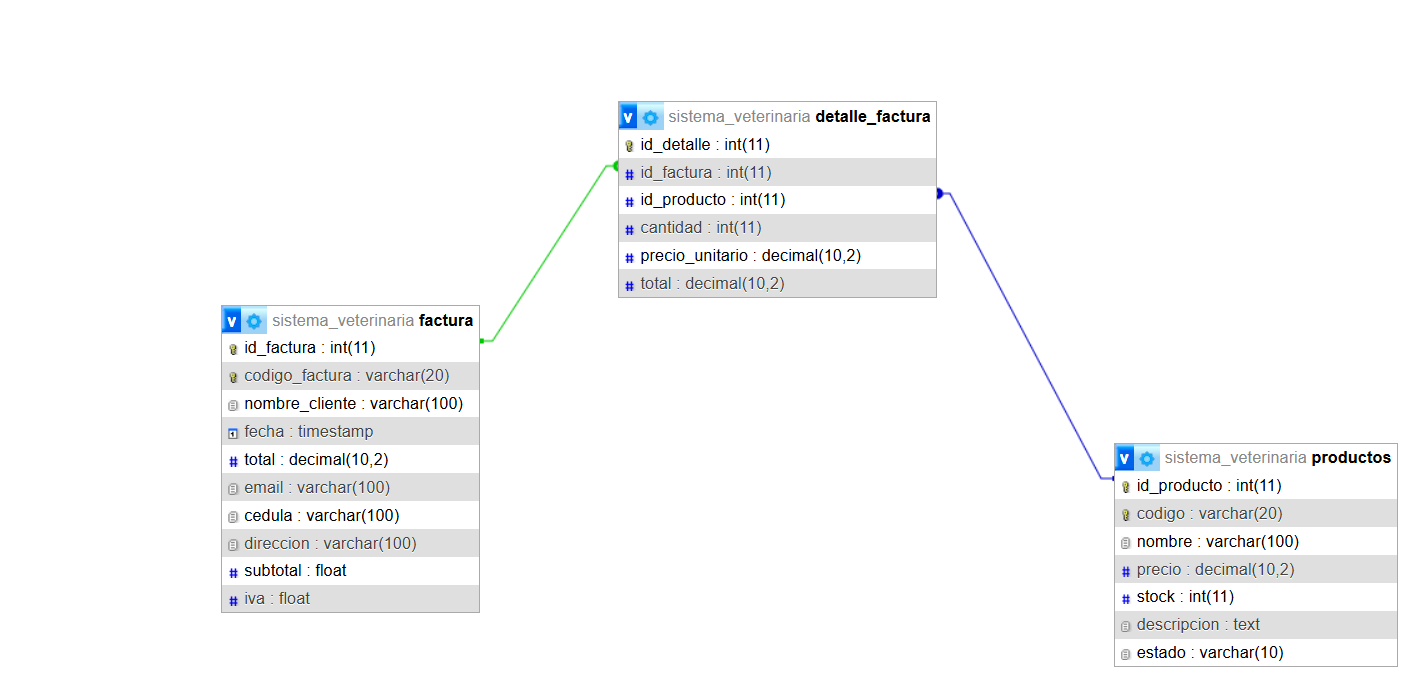 v sistema_veterinaria detalle_factura
id_detalle : int(11)
# id_factura : int(11)
# id_producto : int(11)
# cantidad : int(11)
# precio_unitario : decimal(10,2)
# total : decimal(10,2)
v sistema_veterinaria factura
id_factura : int(11)
codigo_factura : varchar(20)
nombre_cliente : varchar(100)
fecha : timestamp
# total : decimal(10,2)
email : varchar(100)
cedula : varchar(100)
direccion : varchar(100)
# subtotal : float
# iva : float
v sistema_veterinaria productos
id_producto : int(11)
codigo : varchar(20)
nombre : varchar(100)
# precio : decimal(10,2)
# stock : int(11)
descripcion : text
estado : varchar(10)